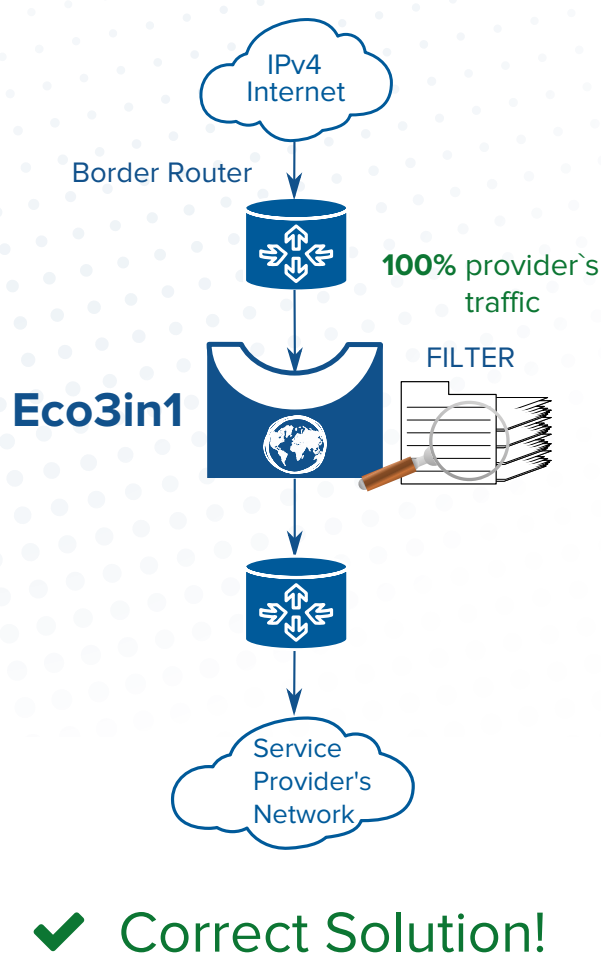 IPv4
Internet
Border Router
100% provider`s
traffic
FILTER
Eco3in1
Service
Provider's
Network
Correct Solution!